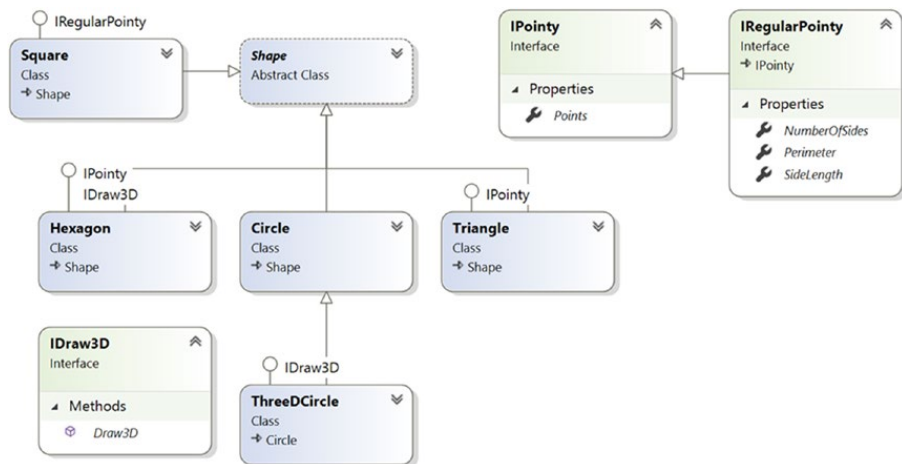 IRegularPointy
Square
Class
Shape
Shape
Abstract Class
IPointy
Interface
Properties
Points
IRegularPointy
Interface
IPointy
Properties
NumberOfSides
Perimeter
SideLength
IPointy
IDraw3D
Hexagon
Class
Shape
Circle
Class
Shape
IPointy
Triangle
Class
Shape
IDraw3D
Interface
Methods
Draw3D
IDraw3D
ThreeDCircle
Class
Circle